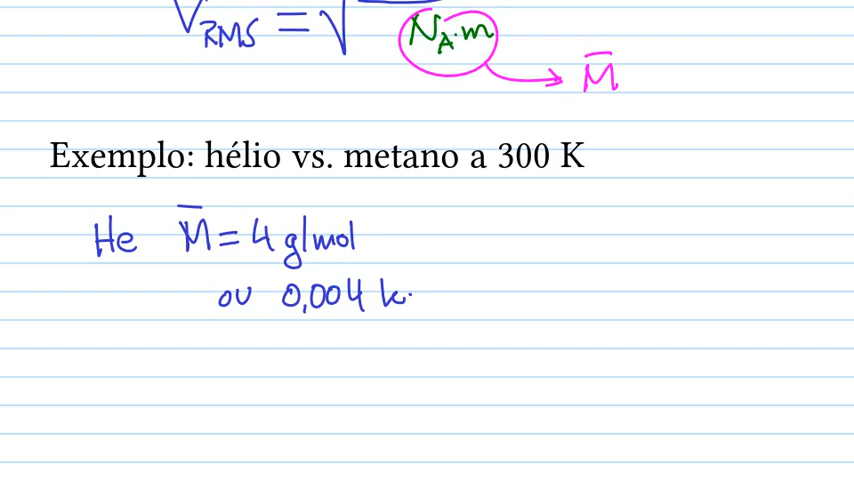 V_RMS = √
N_A·m
M̅
Exemplo: hélio vs. metano a 300 K
He M̅ = 4 g/mol
ou 0,004 k